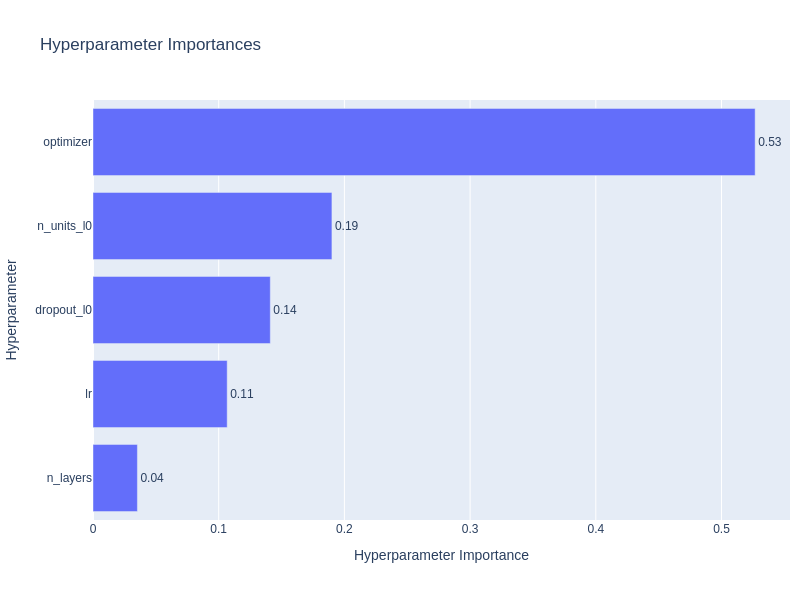 Hyperparameter Importances
Hyperparameter
optimizer
0.53
n_units_l0
0.19
dropout_l0
0.14
lr
0.11
n_layers
0.04
0
0.1
0.2
0.3
0.4
0.5
Hyperparameter Importance